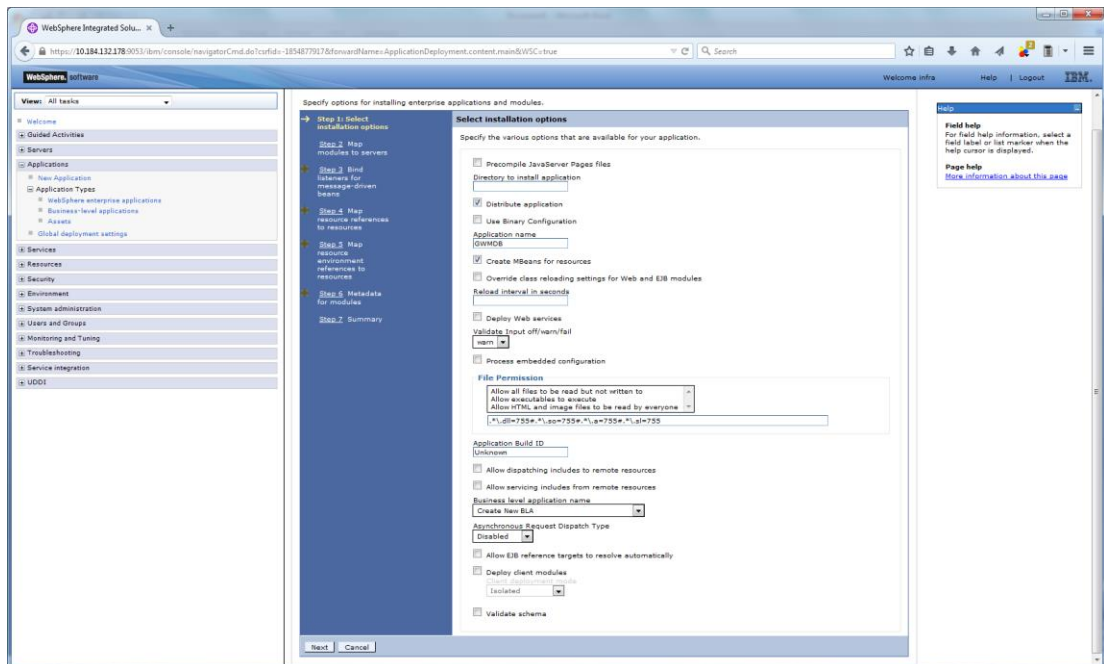 WebSphere Integrated Solu... × +
https://10.184.132.178:9053/ibm/console/navigatorCmd.do?csrfid=-1854877917&forwardName=ApplicationDeployment.content.main&WSC=true
Search
WebSphere. software
Welcome infra
Help | Logout
IBM.
View: All tasks
Welcome
Guided Activities
Servers
Applications
New Application
Application Types
WebSphere enterprise applications
Business-level applications
Assets
Global deployment settings
Services
Resources
Security
Environment
System administration
Users and Groups
Monitoring and Tuning
Troubleshooting
Service integration
UDDI
Specify options for installing enterprise applications and modules.
Step 1: Select
installation options
Step 2 Map
modules to servers
Step 3 Bind
listeners for
message-driven
beans
Step 4 Map
resource references
to resources
Step 5 Map
resource
environment
references to
resources
Step 6 Metadata
for modules
Step 7 Summary
Select installation options
Specify the various options that are available for your application.
Precompile JavaServer Pages files
Directory to install application
Distribute application
Use Binary Configuration
Application name
GWMDB
Create MBeans for resources
Override class reloading settings for Web and EJB modules
Reload interval in seconds
Deploy Web services
Validate Input off/warn/fail
warn
Process embedded configuration
File Permission
Allow all files to be read but not written to
Allow executables to execute
Allow HTML and image files to be read by everyone
.*\.dll=755#.*\.so=755#.*\.a=755#.*\.sl=755
Application Build ID
Unknown
Allow dispatching includes to remote resources
Allow servicing includes from remote resources
Business level application name
Create New BLA
Asynchronous Request Dispatch Type
Disabled
Allow EJB reference targets to resolve automatically
Deploy client modules
Client deployment mode
Isolated
Validate schema
Next Cancel
Help
Field help
For field help information, select a
field label or list marker when the
help cursor is displayed.
Page help
More information about this page